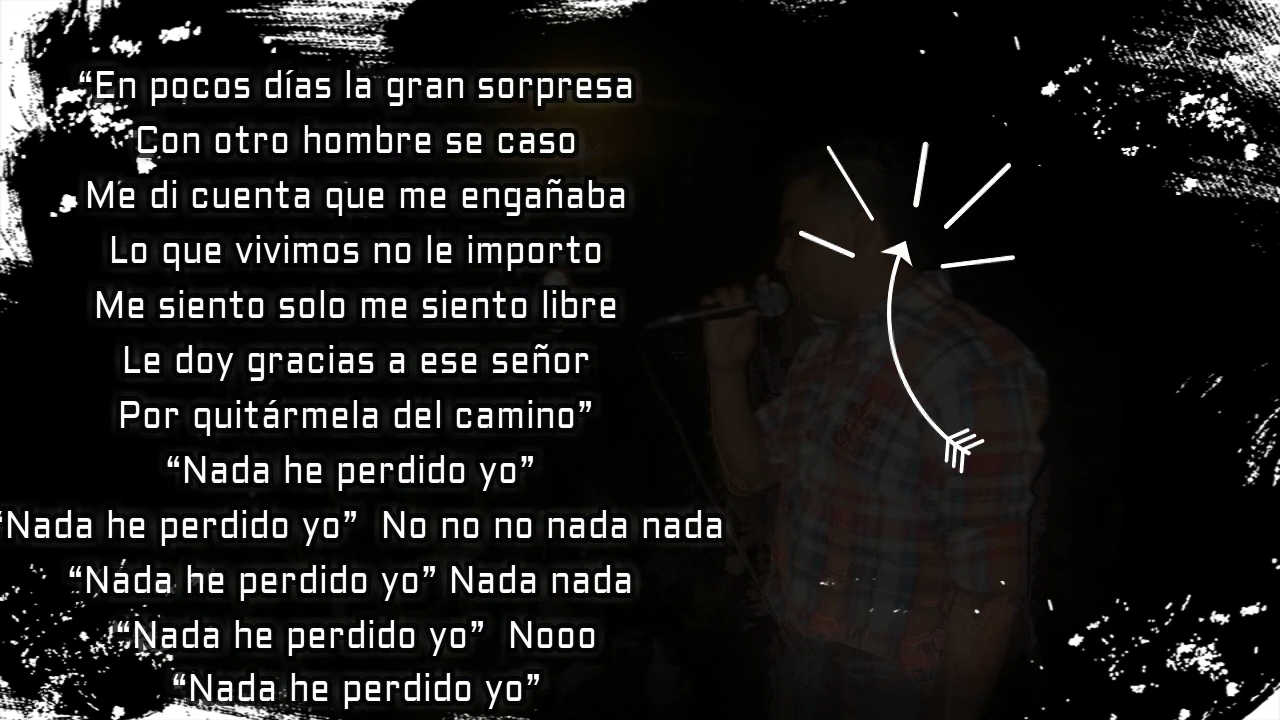 “En pocos días la gran sorpresa
Con otro hombre se caso
Me di cuenta que me engañaba
Lo que vivimos no le importo
Me siento solo me siento libre
Le doy gracias a ese señor
Por quitármela del camino”
“Nada he perdido yo”
“Nada he perdido yo”  No no no nada nada
“Nada he perdido yo” Nada nada
“Nada he perdido yo”  Nooo
“Nada he perdido yo”